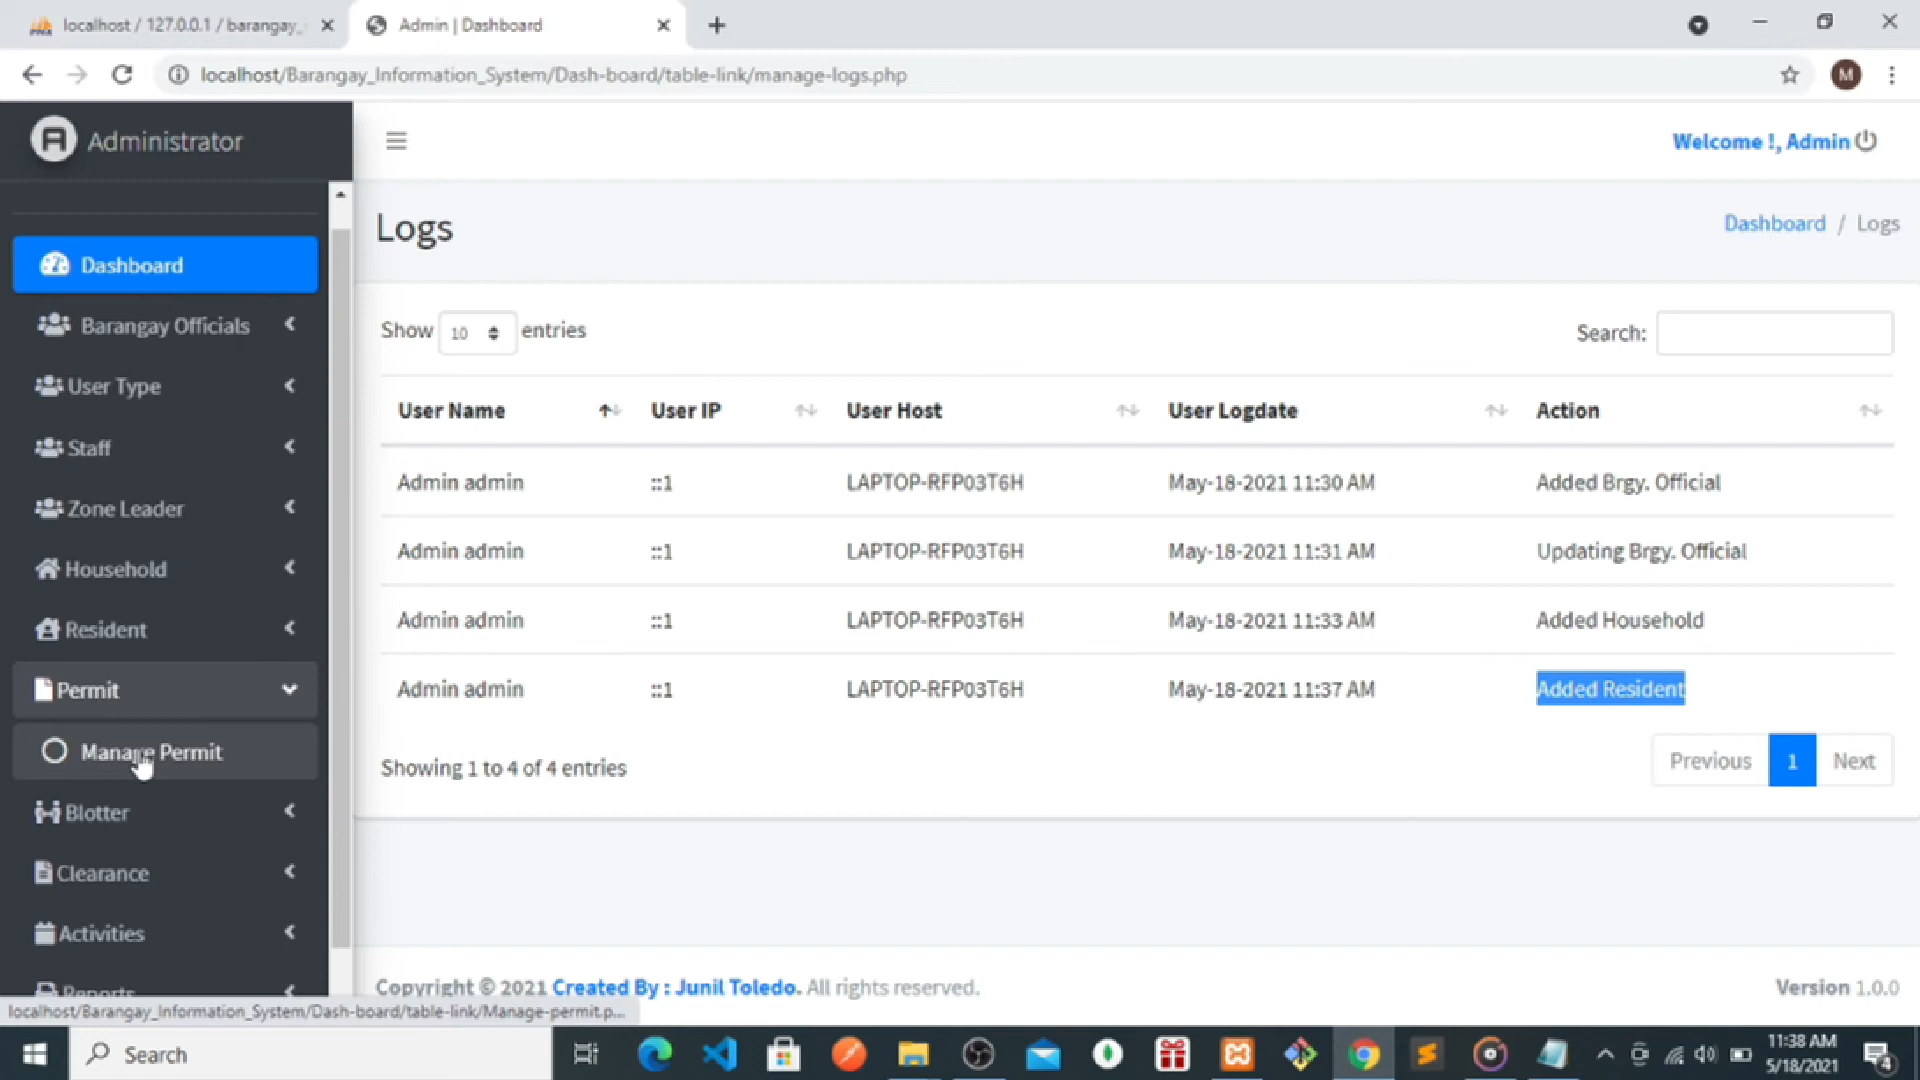 localhost / 127.0.0.1 / barangay_
Admin | Dashboard
localhost/Barangay_Information_System/Dash-board/table-link/manage-logs.php
M
Administrator
Welcome !, Admin
Logs
Dashboard / Logs
Dashboard
Barangay Officials
User Type
Staff
Zone Leader
Household
Resident
Permit
Manage Permit
Blotter
Clearance
Activities
Reports
Show 10 entries
Search:
User Name User IP User Host User Logdate Action
Admin admin ::1 LAPTOP-RFP03T6H May-18-2021 11:30 AM Added Brgy. Official
Admin admin ::1 LAPTOP-RFP03T6H May-18-2021 11:31 AM Updating Brgy. Official
Admin admin ::1 LAPTOP-RFP03T6H May-18-2021 11:33 AM Added Household
Admin admin ::1 LAPTOP-RFP03T6H May-18-2021 11:37 AM Added Resident
Showing 1 to 4 of 4 entries
Previous 1 Next
Copyright © 2021 Created By : Junil Toledo. All rights reserved.
Version 1.0.0
localhost/Barangay_Information_System/Dash-board/table-link/Manage-permit.p...
Search
11:38 AM
5/18/2021
4